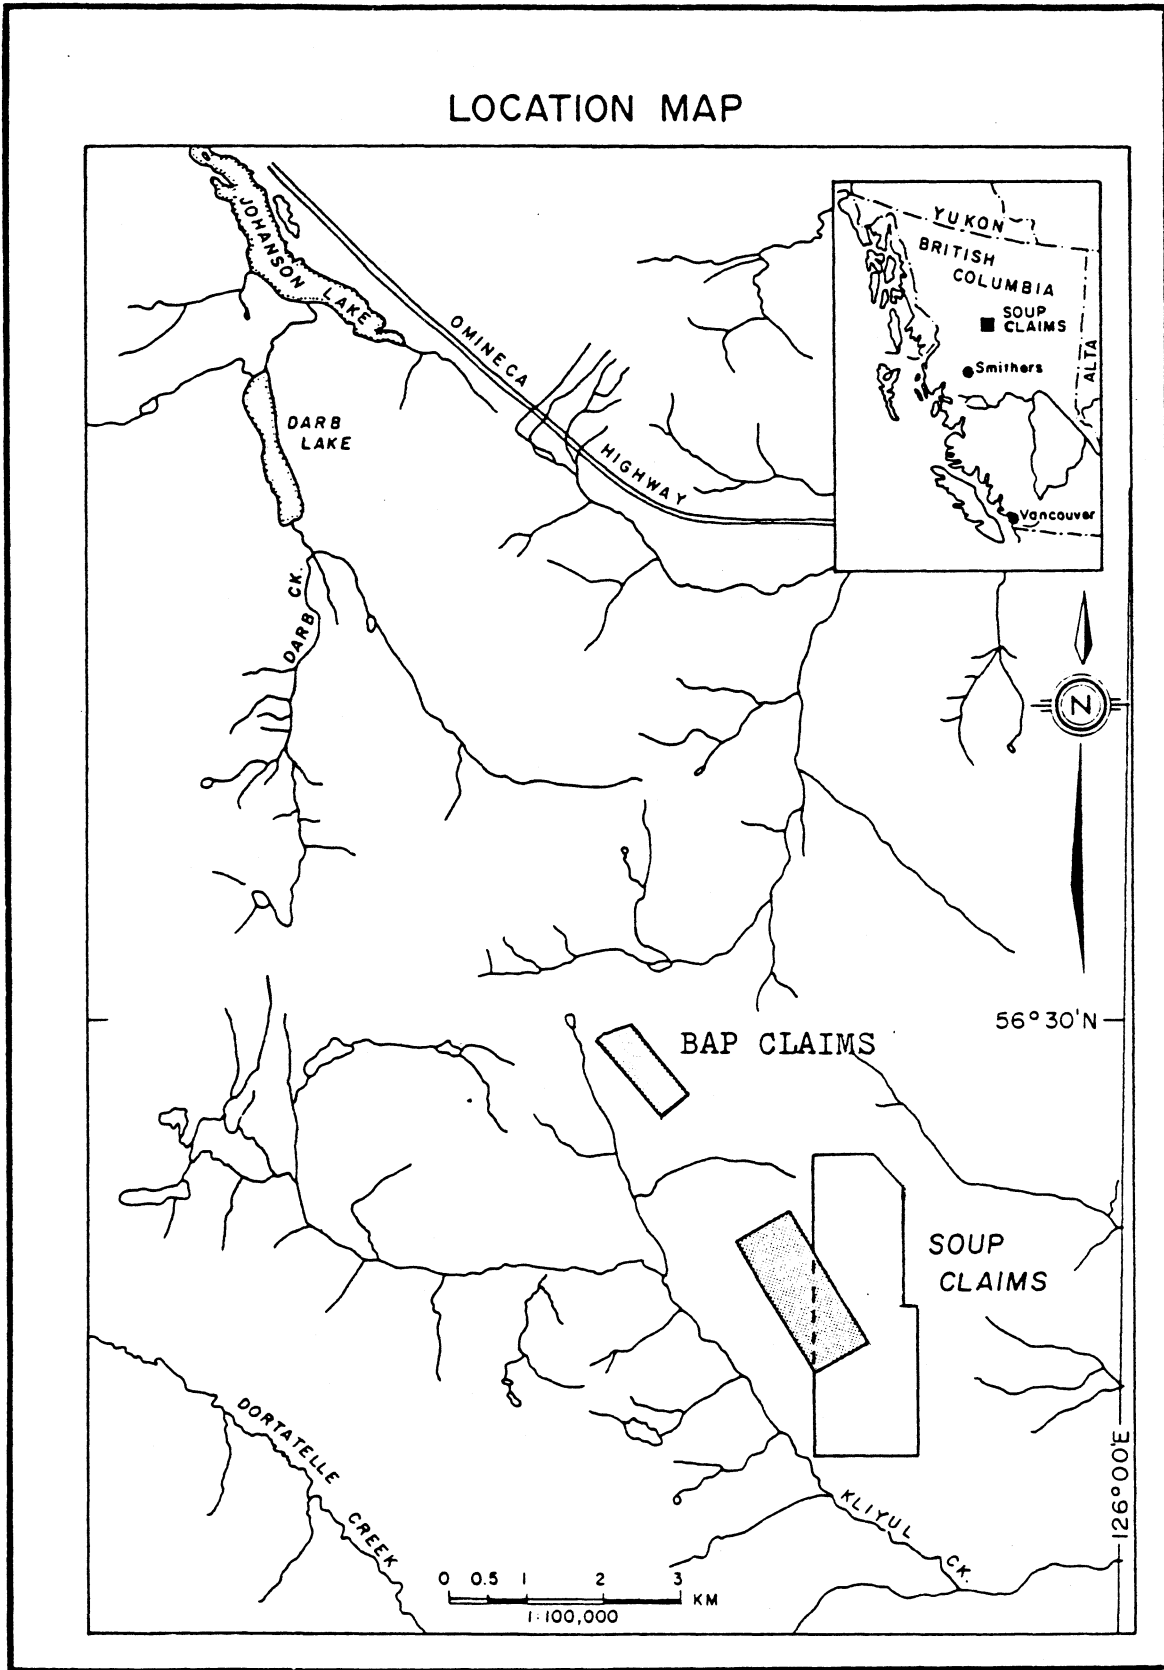 LOCATION MAP
JOHANSON LAKE
OMINECA HIGHWAY
YUKON
BRITISH
COLUMBIA
SOUP
CLAIMS
ALTA
Smithers
Vancouver
DARB
LAKE
DARB CK.
N
56°30'N
BAP CLAIMS
SOUP
CLAIMS
DORTATELLE CREEK
KLIYUL CK.
126°00'E
0 0.5 1 2 3
KM
1:100,000